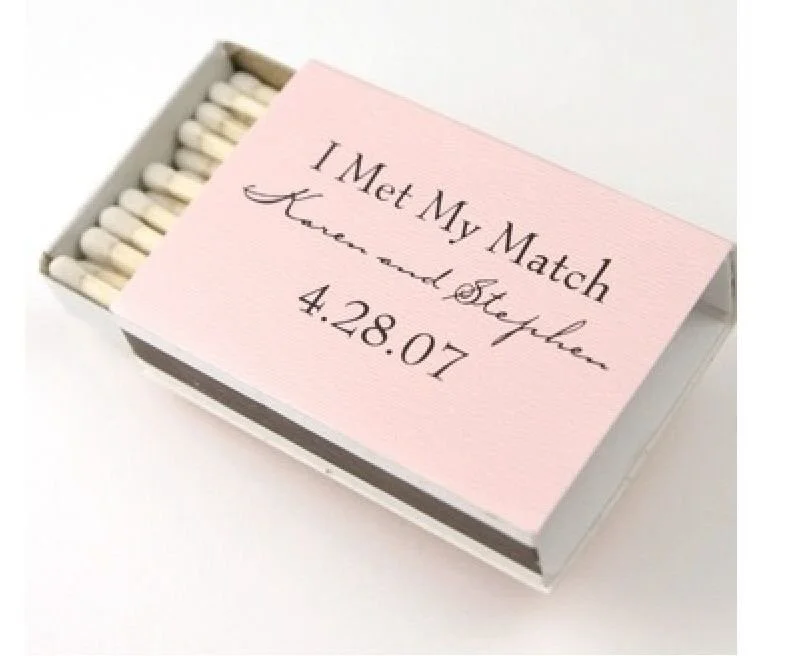 I Met My Match
Karen and Stephen
4.28.07